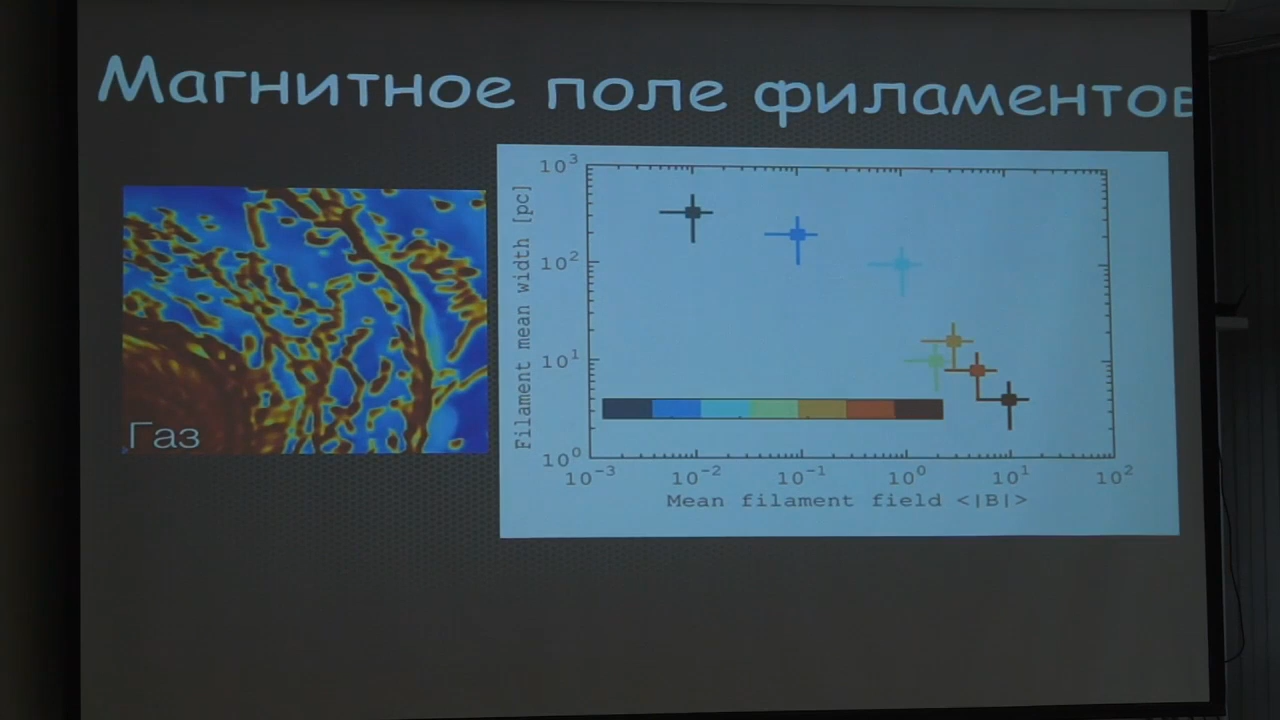 Магнитное поле филаментов
Газ
Filament mean width [pc]
10³
10²
10¹
10⁰
10⁻³ 10⁻² 10⁻¹ 10⁰ 10¹ 10²
Mean filament field <|B|>